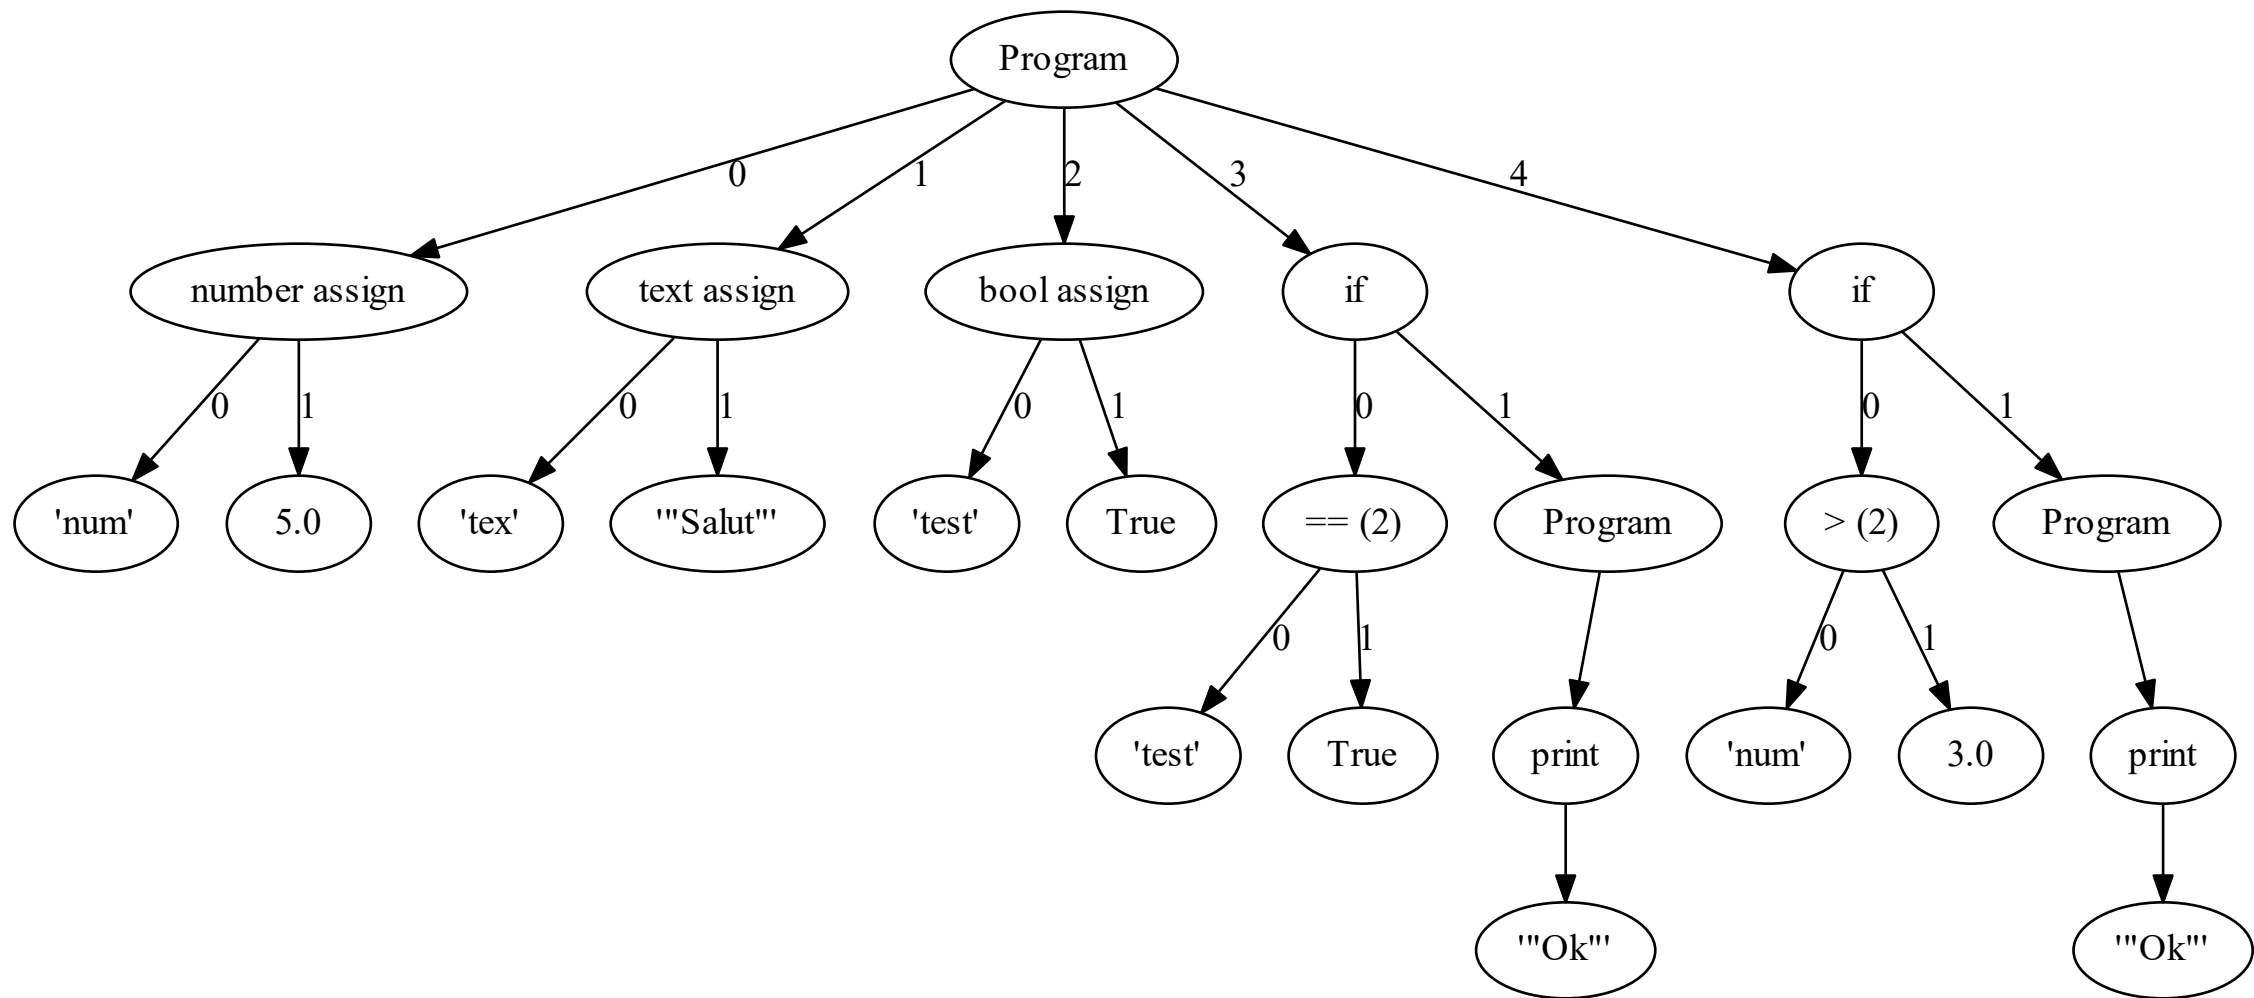 Program
0
1
2
3
4
number assign
text assign
bool assign
if
if
0
1
0
1
0
1
0
1
0
1
'num'
5.0
'tex'
'"Salut"'
'test'
True
== (2)
Program
> (2)
Program
0
1
0
1
'test'
True
print
'num'
3.0
print
'"Ok"'
'"Ok"'